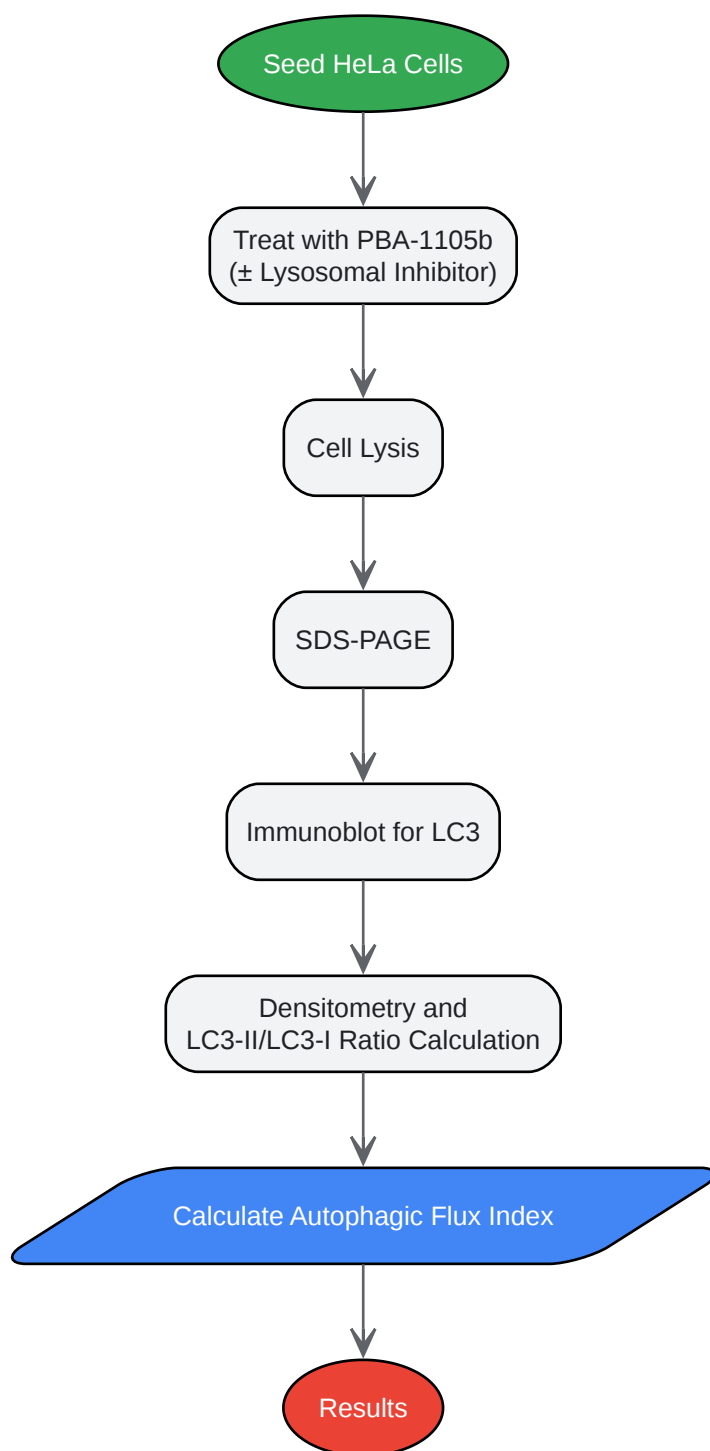 Seed HeLa Cells
Treat with PBA-1105b
(± Lysosomal Inhibitor)
Cell Lysis
SDS-PAGE
Immunoblot for LC3
Densitometry and
LC3-II/LC3-I Ratio Calculation
Calculate Autophagic Flux Index
Results